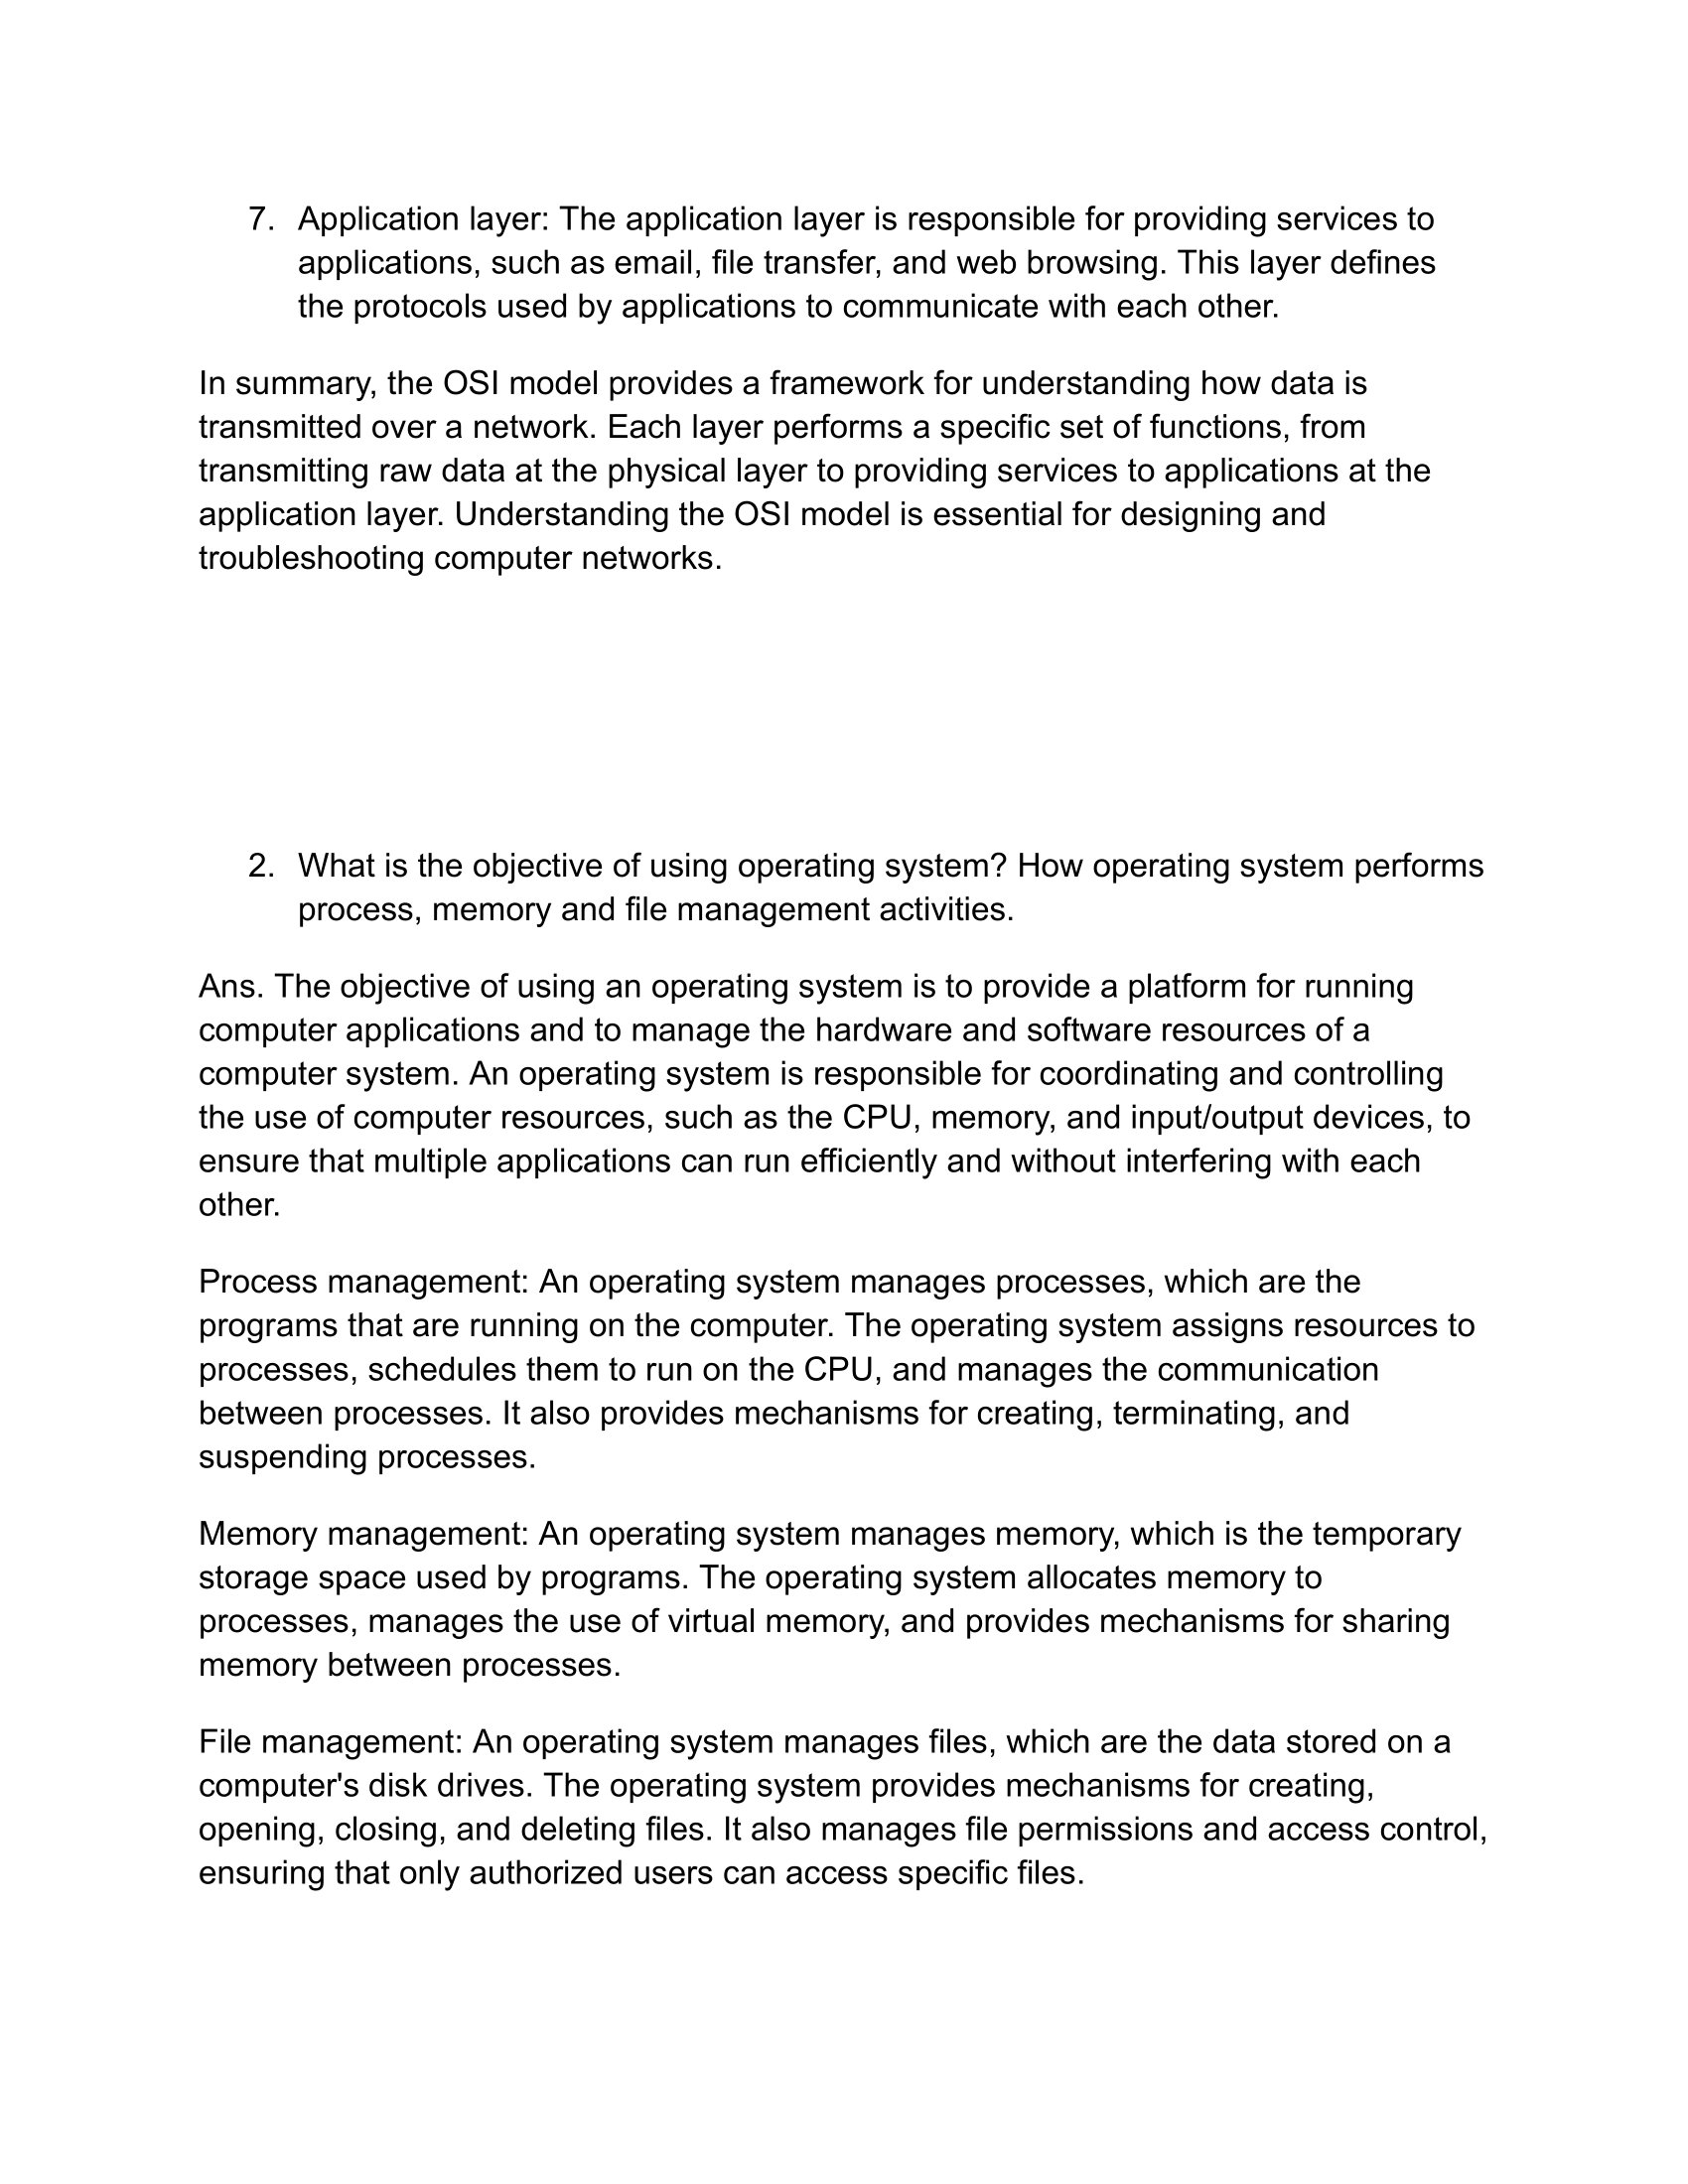 7. Application layer: The application layer is responsible for providing services to
applications, such as email, file transfer, and web browsing. This layer defines
the protocols used by applications to communicate with each other.
In summary, the OSI model provides a framework for understanding how data is
transmitted over a network. Each layer performs a specific set of functions, from
transmitting raw data at the physical layer to providing services to applications at the
application layer. Understanding the OSI model is essential for designing and
troubleshooting computer networks.
2. What is the objective of using operating system? How operating system performs
process, memory and file management activities.
Ans. The objective of using an operating system is to provide a platform for running
computer applications and to manage the hardware and software resources of a
computer system. An operating system is responsible for coordinating and controlling
the use of computer resources, such as the CPU, memory, and input/output devices, to
ensure that multiple applications can run efficiently and without interfering with each
other.
Process management: An operating system manages processes, which are the
programs that are running on the computer. The operating system assigns resources to
processes, schedules them to run on the CPU, and manages the communication
between processes. It also provides mechanisms for creating, terminating, and
suspending processes.
Memory management: An operating system manages memory, which is the temporary
storage space used by programs. The operating system allocates memory to
processes, manages the use of virtual memory, and provides mechanisms for sharing
memory between processes.
File management: An operating system manages files, which are the data stored on a
computer's disk drives. The operating system provides mechanisms for creating,
opening, closing, and deleting files. It also manages file permissions and access control,
ensuring that only authorized users can access specific files.